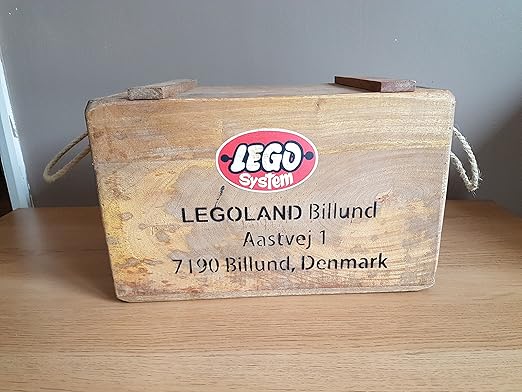 LEGO
System
LEGOLAND Billund
Aastvej 1
7190 Billund, Denmark